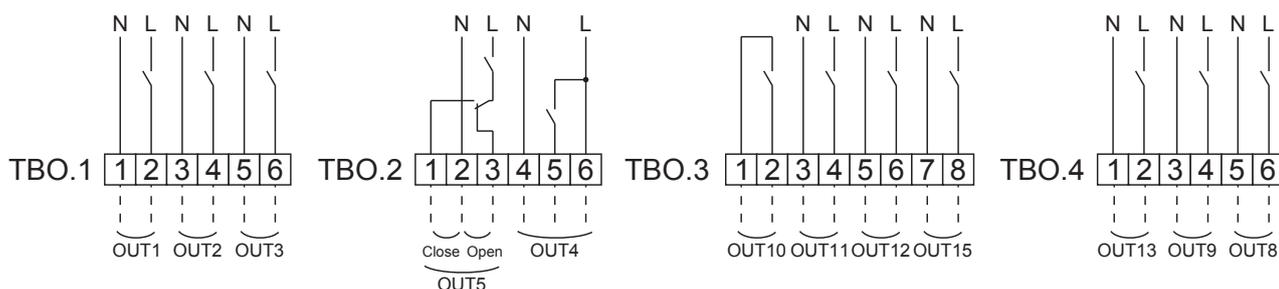 N L N L N L
N L N L
N L N L N L
N L N L N L
TBO.1 1 2 3 4 5 6
TBO.2 1 2 3 4 5 6
TBO.3 1 2 3 4 5 6 7 8
TBO.4 1 2 3 4 5 6
OUT1 OUT2 OUT3
Close Open OUT4
OUT5
OUT10 OUT11 OUT12 OUT15
OUT13 OUT9 OUT8